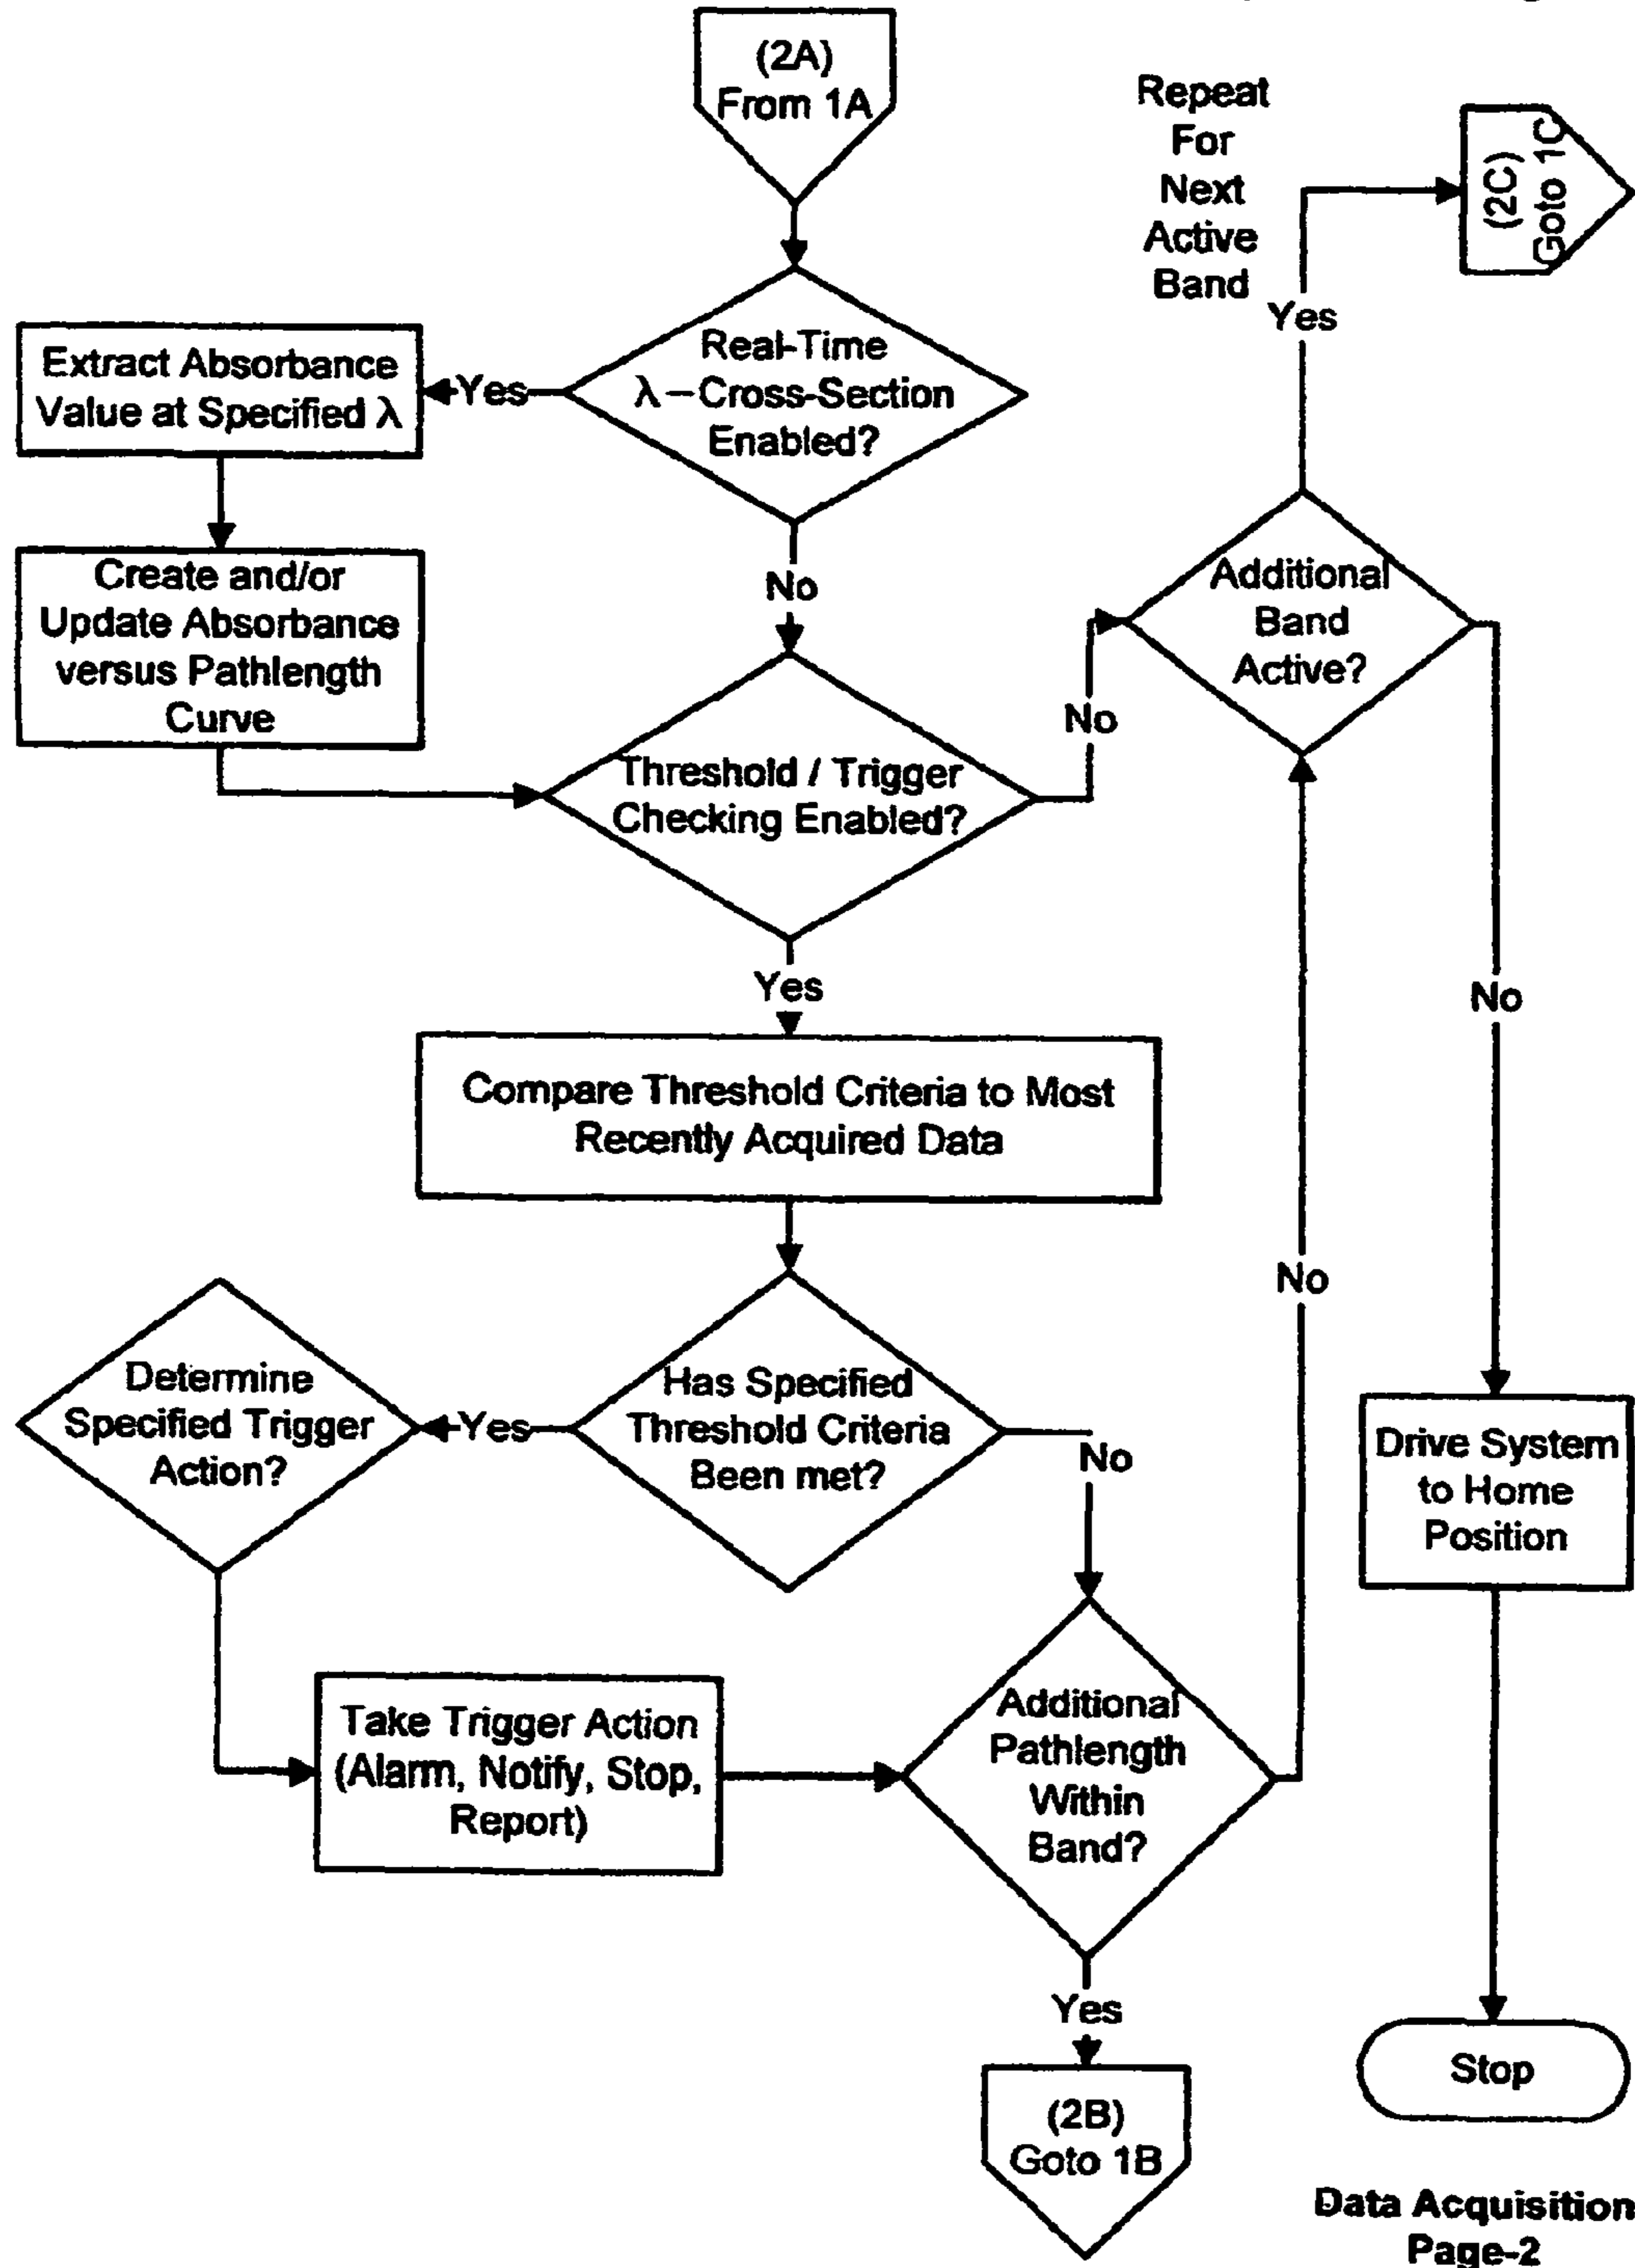 (2A)
From 1A
Repeat
For
Next
Active
Band
(2C)
Goto 1C
Yes
Real-Time
λ–Cross-Section
Enabled?
Yes
Extract Absorbance
Value at Specified λ
Create and/or
Update Absorbance
versus Pathlength
Curve
No
Additional
Band
Active?
No
Threshold / Trigger
Checking Enabled?
Yes
No
Compare Threshold Criteria to Most
Recently Acquired Data
No
Has Specified
Threshold Criteria
Been met?
Yes
Determine
Specified Trigger
Action?
No
Drive System
to Home
Position
Take Trigger Action
(Alarm, Notify, Stop,
Report)
Additional
Pathlength
Within
Band?
Yes
(2B)
Goto 1B
Stop
Data Acquisition
Page-2